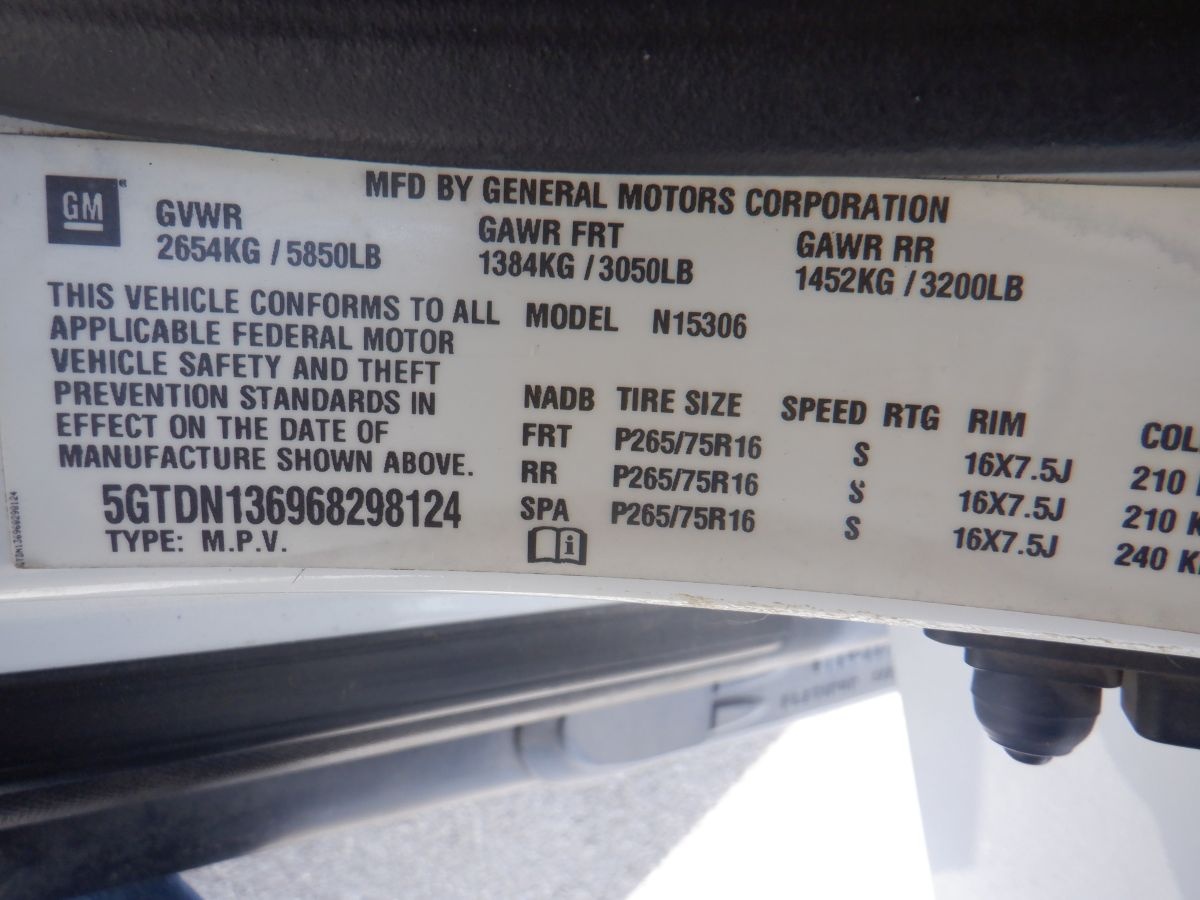 MFD BY GENERAL MOTORS CORPORATION
GM
GVWR GAWR FRT GAWR RR
2654KG / 5850LB 1384KG / 3050LB 1452KG / 3200LB
THIS VEHICLE CONFORMS TO ALL
APPLICABLE FEDERAL MOTOR
VEHICLE SAFETY AND THEFT
PREVENTION STANDARDS IN
EFFECT ON THE DATE OF
MANUFACTURE SHOWN ABOVE.
5GTDN136968298124
TYPE: M.P.V.
MODEL N15306
NADB TIRE SIZE SPEED RTG RIM COL
FRT P265/75R16 S 16X7.5J 210
RR P265/75R16 S 16X7.5J 210 K
SPA P265/75R16 S 16X7.5J 240 K